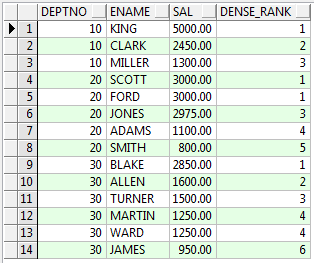 DEPTNO ENAME SAL DENSE_RANK
1 10 KING 5000.00 1
2 10 CLARK 2450.00 2
3 10 MILLER 1300.00 3
4 20 SCOTT 3000.00 1
5 20 FORD 3000.00 1
6 20 JONES 2975.00 3
7 20 ADAMS 1100.00 4
8 20 SMITH 800.00 5
9 30 BLAKE 2850.00 1
10 30 ALLEN 1600.00 2
11 30 TURNER 1500.00 3
12 30 MARTIN 1250.00 4
13 30 WARD 1250.00 4
14 30 JAMES 950.00 6